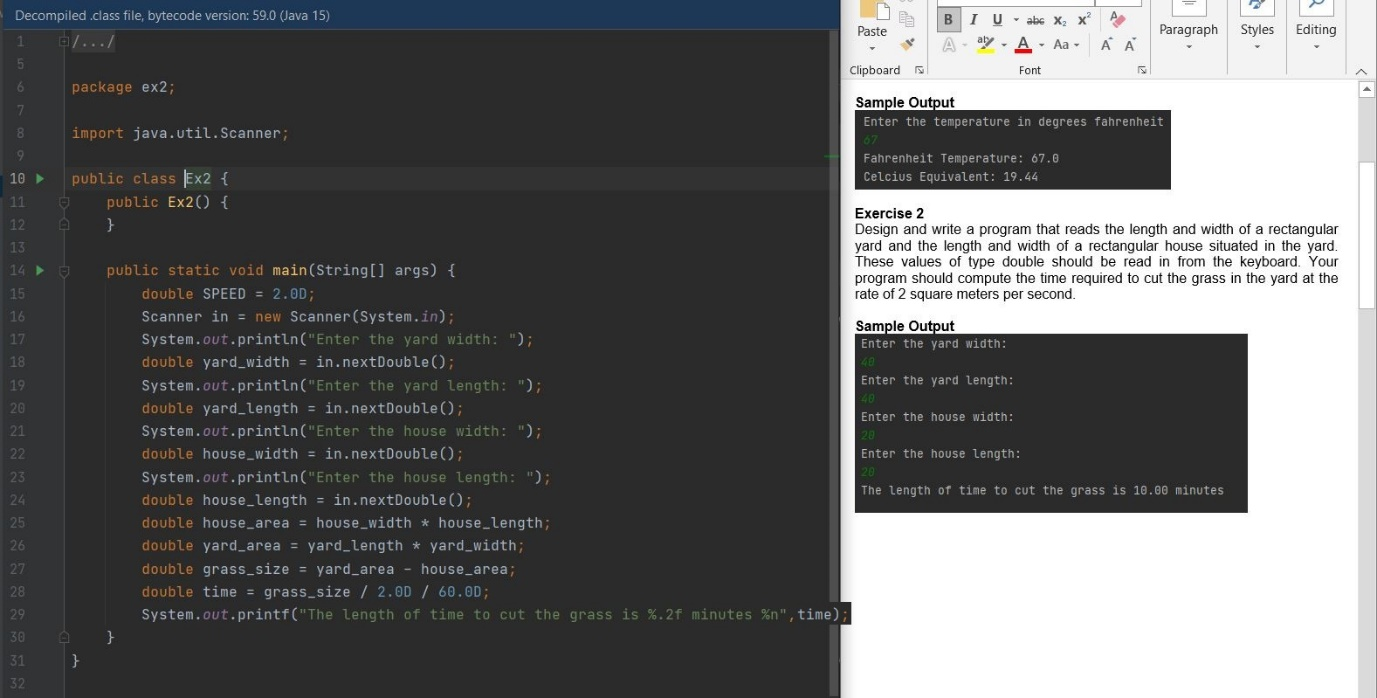 Decompiled .class file, bytecode version: 59.0 (Java 15)
1 /.../
5
6 package ex2;
7
8 import java.util.Scanner;
9
10 public class Ex2 {
11 public Ex2() {
12 }
13
14 public static void main(String[] args) {
15 double SPEED = 2.0D;
16 Scanner in = new Scanner(System.in);
17 System.out.println("Enter the yard width: ");
18 double yard_width = in.nextDouble();
19 System.out.println("Enter the yard length: ");
20 double yard_length = in.nextDouble();
21 System.out.println("Enter the house width: ");
22 double house_width = in.nextDouble();
23 System.out.println("Enter the house length: ");
24 double house_length = in.nextDouble();
25 double house_area = house_width * house_length;
26 double yard_area = yard_length * yard_width;
27 double grass_size = yard_area - house_area;
28 double time = grass_size / 2.0D / 60.0D;
29 System.out.printf("The length of time to cut the grass is %.2f minutes %n",time);
30 }
31 }
32
Paste
B I U abc X₂ X² A
A aby A Aa A A
Paragraph
Styles
Editing
Clipboard
Font
Sample Output
Enter the temperature in degrees fahrenheit
67
Fahrenheit Temperature: 67.0
Celcius Equivalent: 19.44
Exercise 2
Design and write a program that reads the length and width of a rectangular
yard and the length and width of a rectangular house situated in the yard.
These values of type double should be read in from the keyboard. Your
program should compute the time required to cut the grass in the yard at the
rate of 2 square meters per second.
Sample Output
Enter the yard width:
40
Enter the yard length:
40
Enter the house width:
20
Enter the house length:
20
The length of time to cut the grass is 10.00 minutes